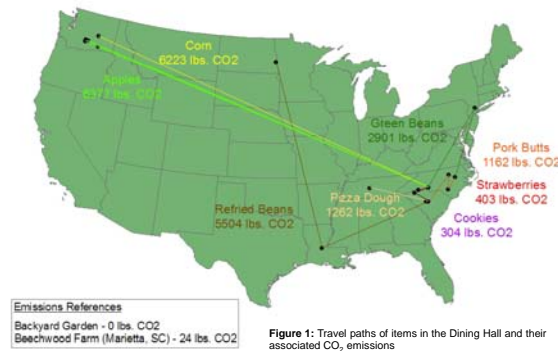 Corn
6223 lbs. CO2
Apples
6377 lbs. CO2
Green Beans
2901 lbs. CO2
Pork Butts
1162 lbs. CO2
Strawberries
403 lbs. CO2
Pizza Dough
1262 lbs. CO2
Refried Beans
5504 lbs. CO2
Cookies
304 lbs. CO2
Emissions References
Backyard Garden - 0 lbs. CO2
Beechwood Farm (Marietta, SC) - 24 lbs. CO2
Figure 1: Travel paths of items in the Dining Hall and their
associated CO₂ emissions